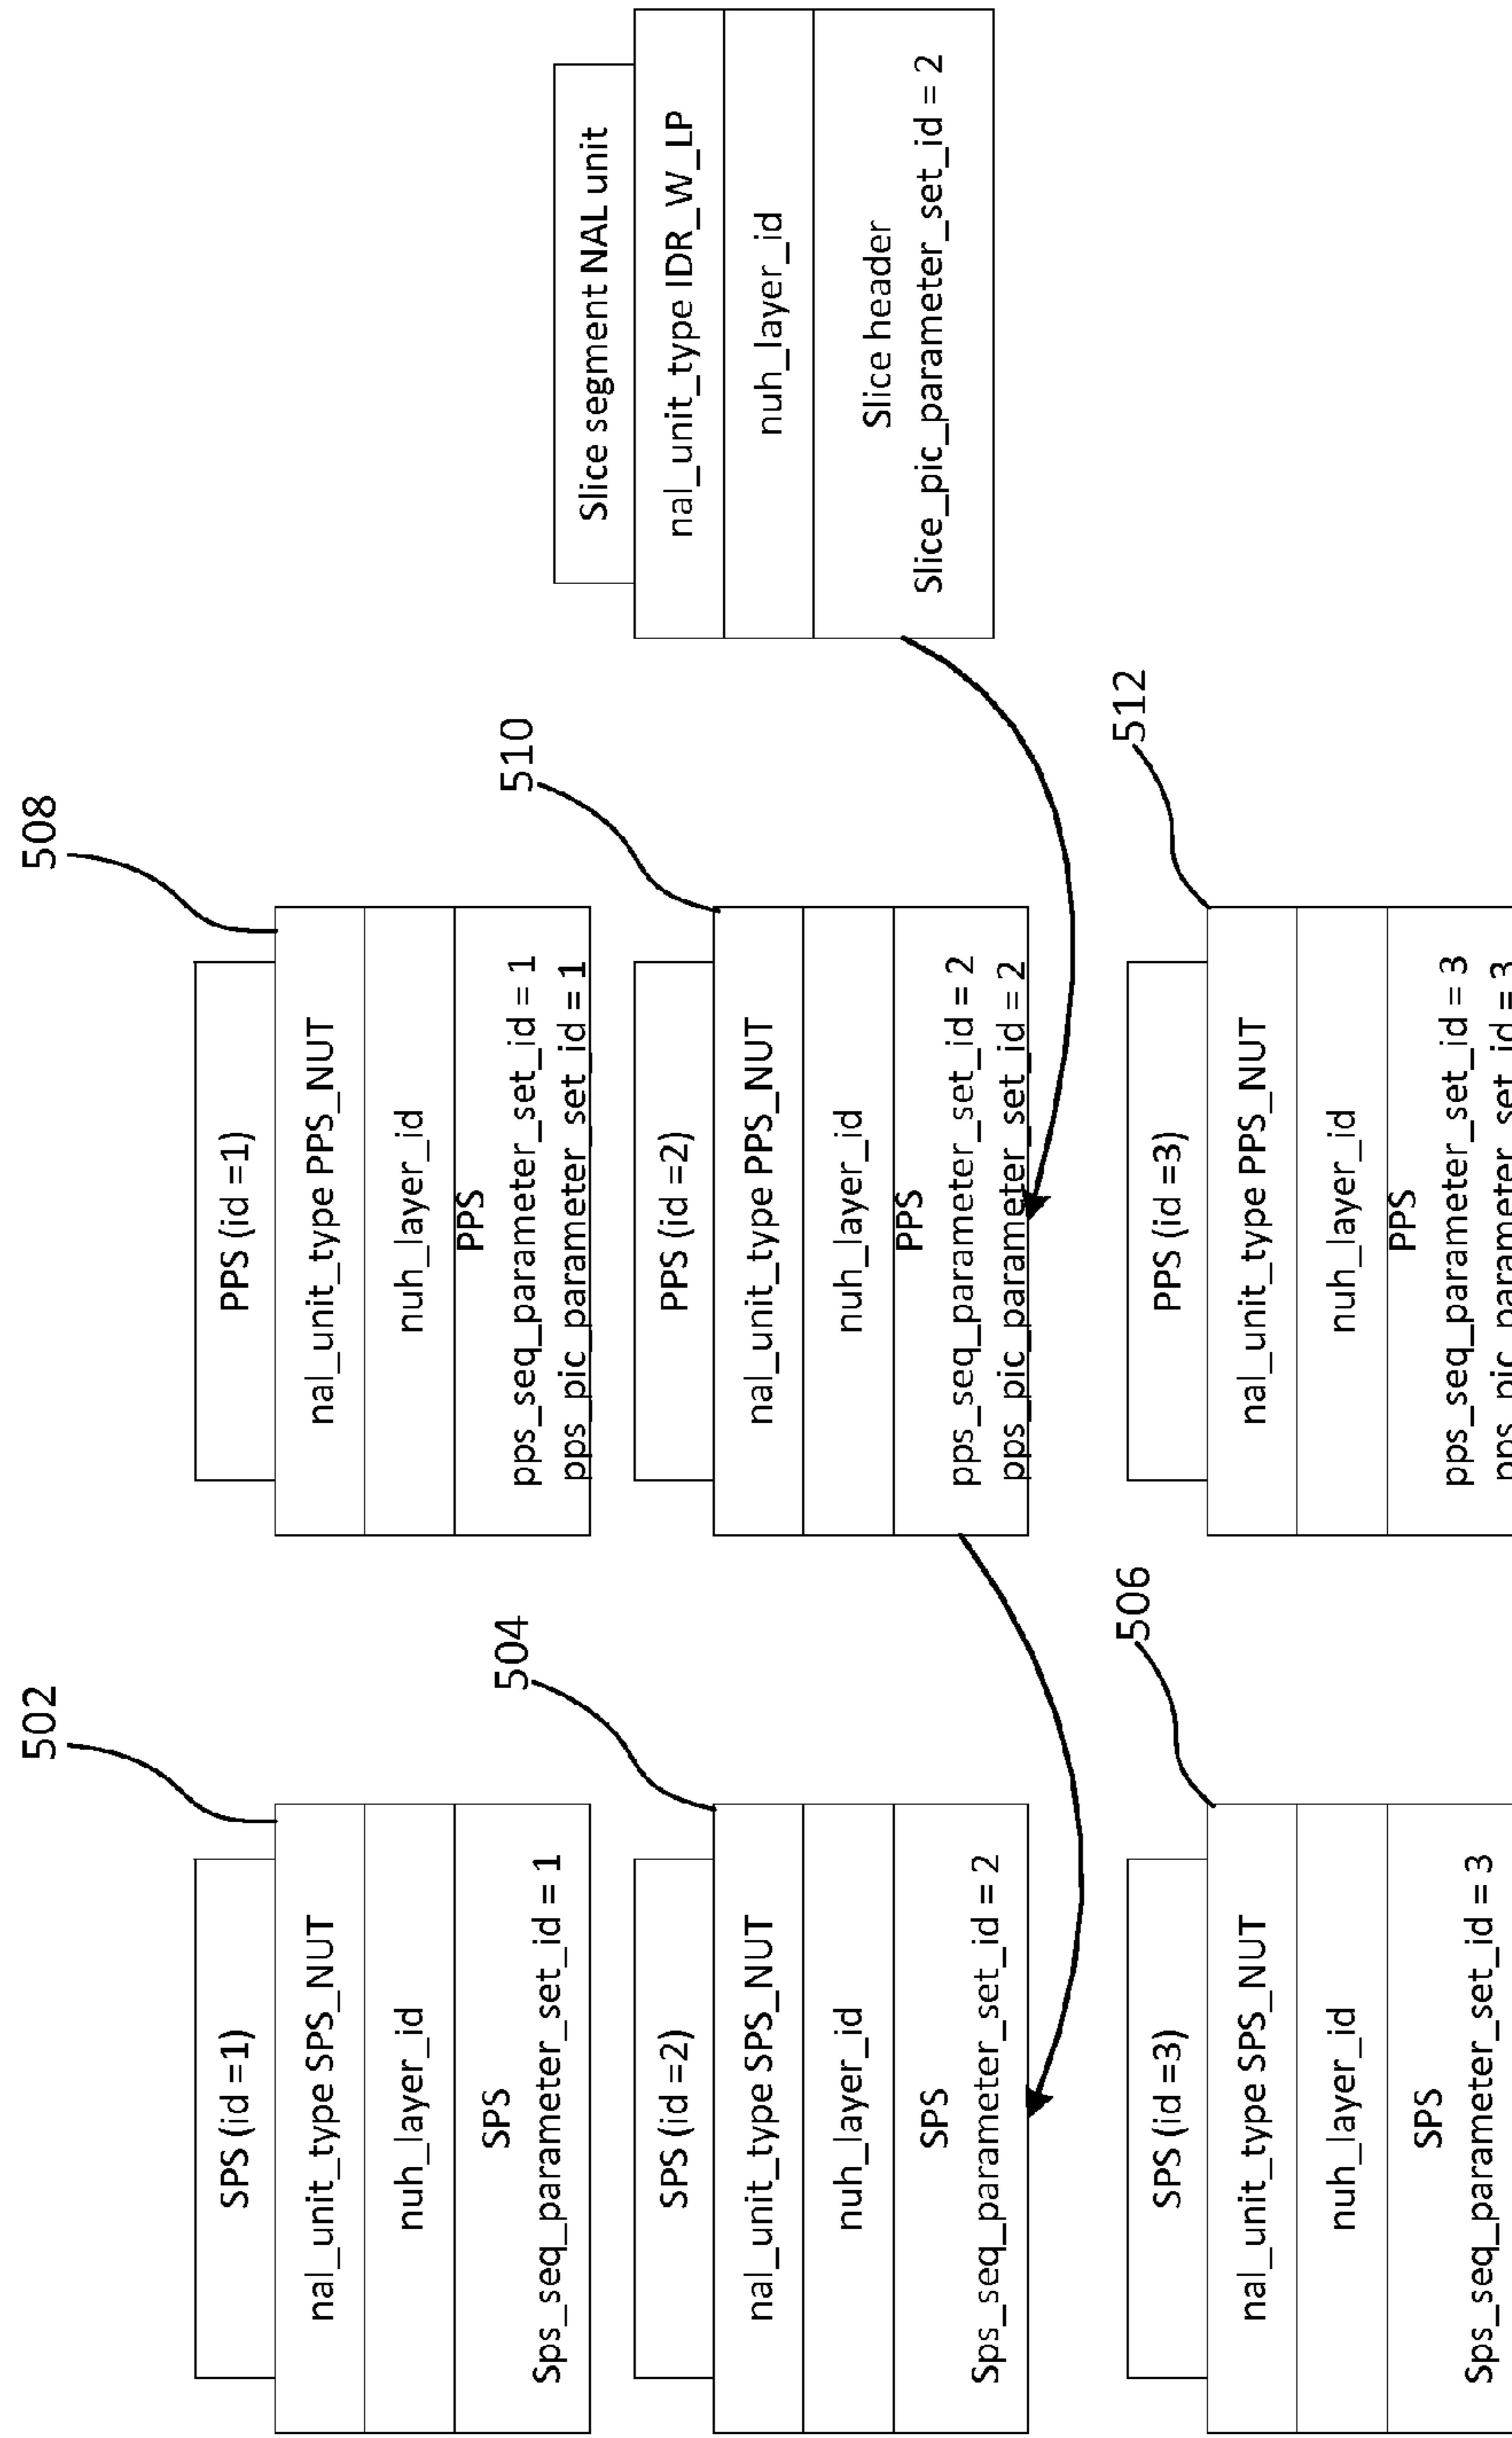 502
SPS (id =1)
nal_unit_type SPS_NUT
nuh_layer_id
SPS
Sps_seq_parameter_set_id = 1
504
SPS (id =2)
nal_unit_type SPS_NUT
nuh_layer_id
SPS
Sps_seq_parameter_set_id = 2
506
SPS (id =3)
nal_unit_type SPS_NUT
nuh_layer_id
SPS
Sps_seq_parameter_set_id = 3
508
PPS (id =1)
nal_unit_type PPS_NUT
nuh_layer_id
PPS
pps_seq_parameter_set_id = 1
pps_pic_parameter_set_id = 1
510
PPS (id =2)
nal_unit_type PPS_NUT
nuh_layer_id
PPS
pps_seq_parameter_set_id = 2
pps_pic_parameter_set_id = 2
512
PPS (id =3)
nal_unit_type PPS_NUT
nuh_layer_id
PPS
pps_seq_parameter_set_id = 3
pps_pic_parameter_set_id = 3
Slice segment NAL unit
nal_unit_type IDR_W_LP
nuh_layer_id
Slice header
Slice_pic_parameter_set_id = 2